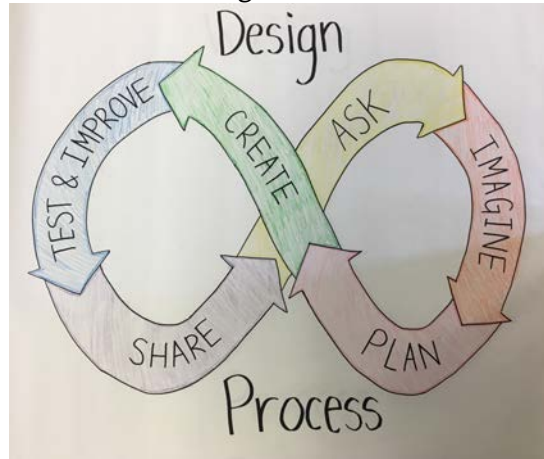 Design
ASK
IMAGINE
PLAN
CREATE
TEST & IMPROVE
SHARE
Process